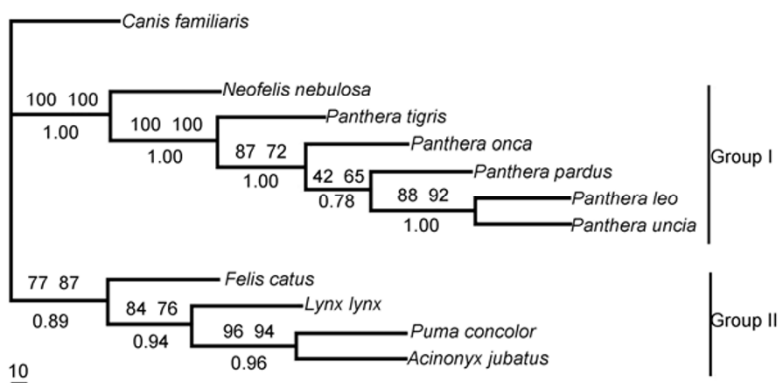 Canis familiaris
Neofelis nebulosa
100 100
1.00
Panthera tigris
100 100
1.00
Panthera onca
87 72
1.00
Panthera pardus
42 65
0.78
88 92
1.00
Panthera leo
Panthera uncia
Group I
Felis catus
77 87
0.89
Lynx lynx
84 76
0.94
Puma concolor
96 94
0.96
Acinonyx jubatus
Group II
10